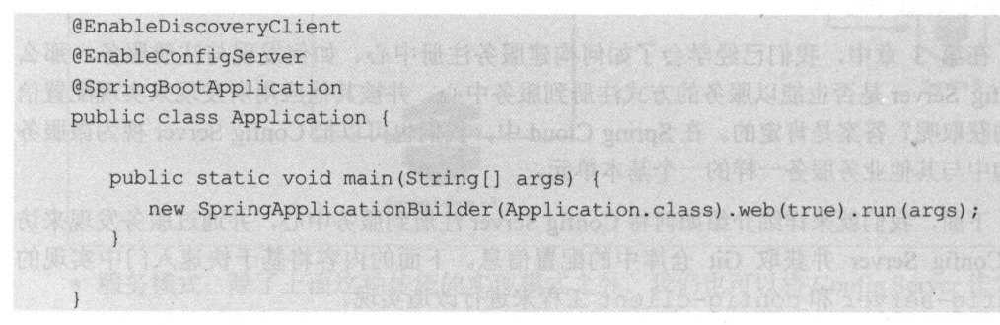 @EnableDiscoveryClient
@EnableConfigServer
@SpringBootApplication
public class Application {
public static void main(String[] args) {
new SpringApplicationBuilder(Application.class).web(true).run(args);
}
}